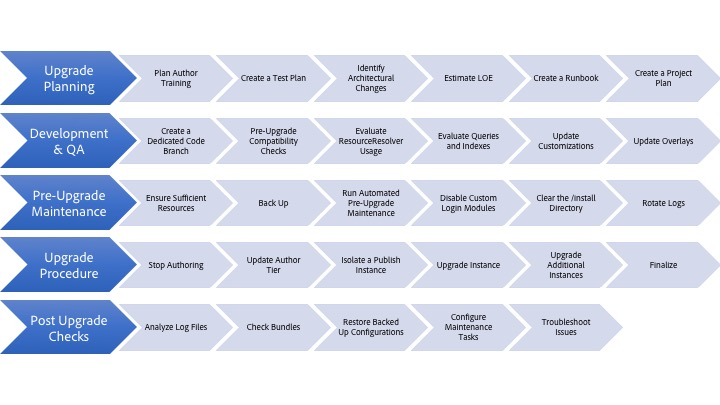 Upgrade
Planning
Plan Author
Training
Create a Test Plan
Identify
Architectural
Changes
Estimate LOE
Create a Runbook
Create a Project
Plan
Development
& QA
Create a
Dedicated Code
Branch
Pre-Upgrade
Compatibility
Checks
Evaluate
ResourceResolver
Usage
Evaluate Queries
and Indexes
Update
Customizations
Update Overlays
Pre-Upgrade
Maintenance
Ensure Sufficient
Resources
Back Up
Run Automated
Pre-Upgrade
Maintenance
Disable Custom
Login Modules
Clear the /install
Directory
Rotate Logs
Upgrade
Procedure
Stop Authoring
Update Author
Tier
Isolate a Publish
Instance
Upgrade Instance
Upgrade
Additional
Instances
Finalize
Post Upgrade
Checks
Analyze Log Files
Check Bundles
Restore Backed
Up Configurations
Configure
Maintenance
Tasks
Troubleshoot
Issues